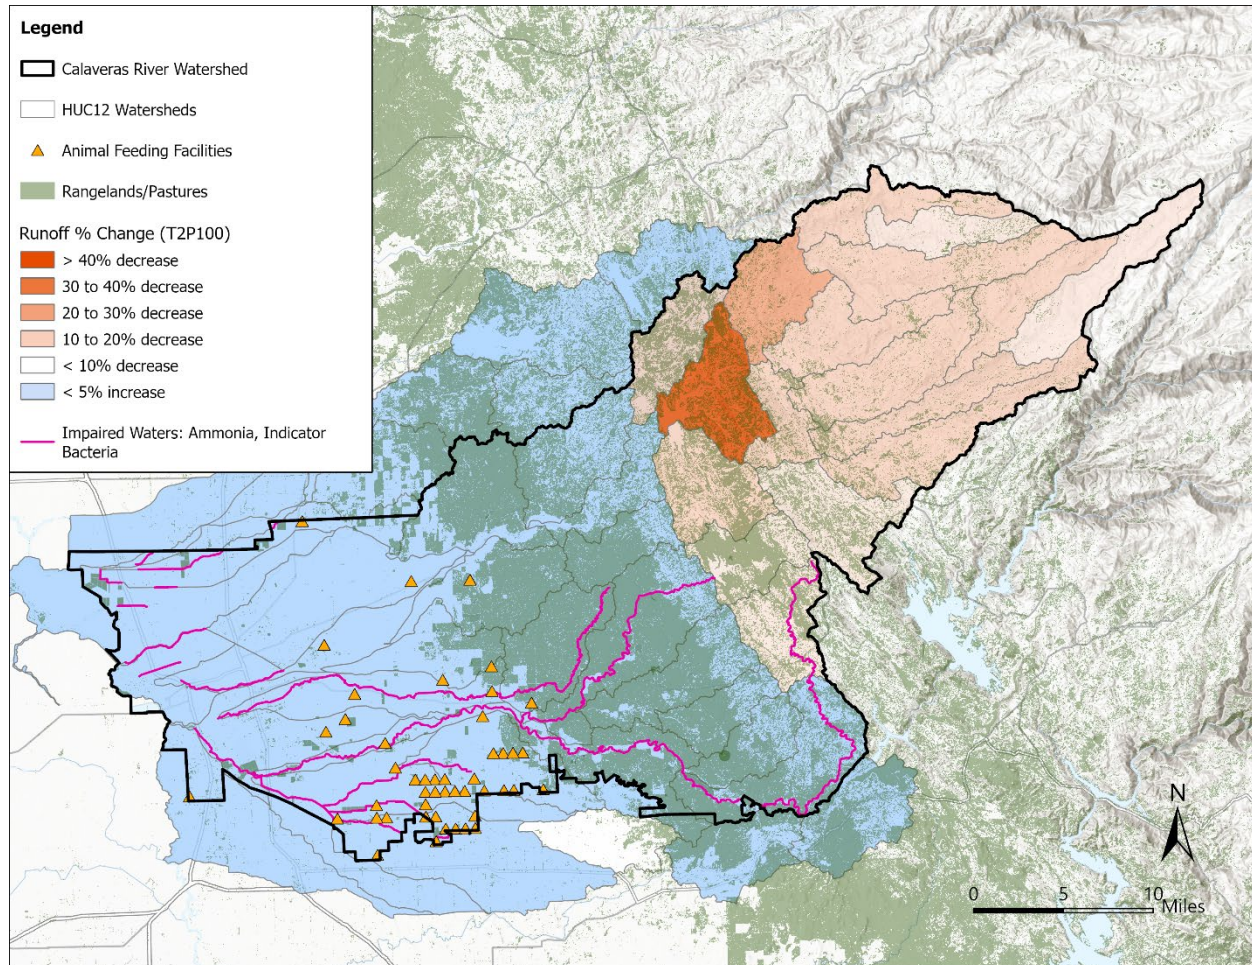 Legend
Calaveras River Watershed
HUC12 Watersheds
Animal Feeding Facilities
Rangelands/Pastures
Runoff % Change (T2P100)
> 40% decrease
30 to 40% decrease
20 to 30% decrease
10 to 20% decrease
< 10% decrease
< 5% increase
Impaired Waters: Ammonia, Indicator
Bacteria
N
0 5 10
Miles